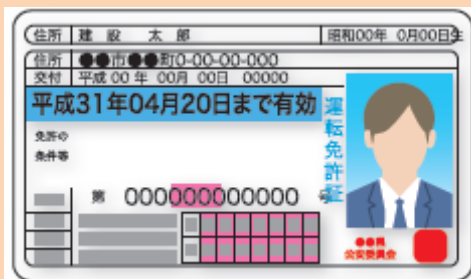 住所 建 設 太 郎 昭和00年 0月00日生
住所 ●●市●●町0-00-00-000
交付 平成 00 年 00月 00日 00000
平成31年04月20日まで有効
免許の
条件等
運転免許証
第 000000000000 号
●●県
公安委員会